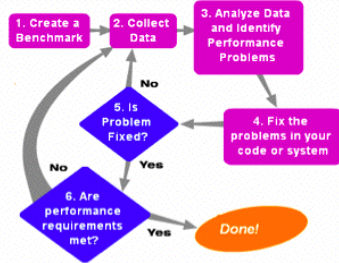 1. Create a
Benchmark
2. Collect
Data
3. Analyze Data
and Identify
Performance
Problems
4. Fix the
problems in your
code or system
5. Is
Problem
Fixed?
No
Yes
6. Are
performance
requirements
met?
No
Yes
Done!